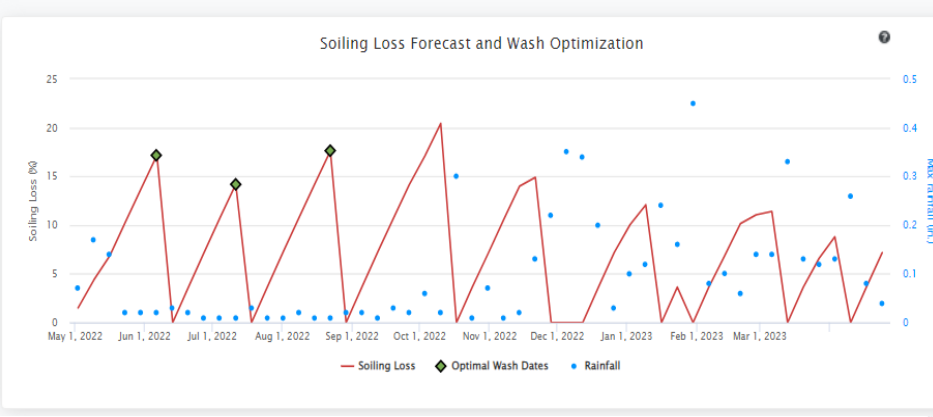 Soiling Loss Forecast and Wash Optimization
?
25
20
15
10
5
0
Soiling Loss (%)
0.5
0.4
0.3
0.2
0.1
0
Max rainfall (in.)
May 1, 2022 Jun 1, 2022 Jul 1, 2022 Aug 1, 2022 Sep 1, 2022 Oct 1, 2022 Nov 1, 2022 Dec 1, 2022 Jan 1, 2023 Feb 1, 2023 Mar 1, 2023
Soiling Loss Optimal Wash Dates Rainfall